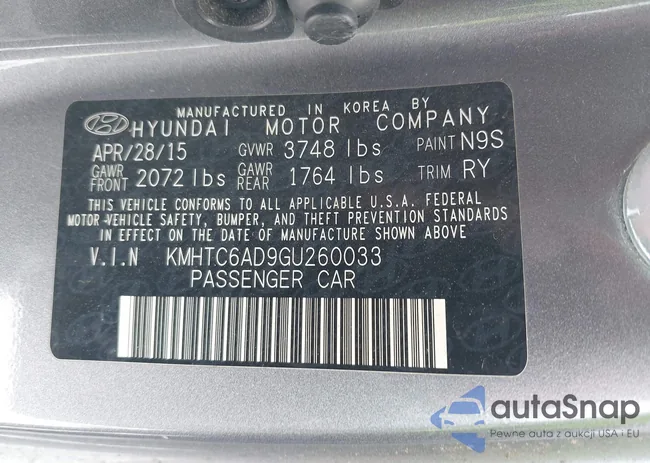 MANUFACTURED IN KOREA BY
HYUNDAI MOTOR COMPANY
APR/28/15 GVWR 3748 lbs PAINT N9S
GAWR FRONT 2072 lbs GAWR REAR 1764 lbs TRIM RY
THIS VEHICLE CONFORMS TO ALL APPLICABLE U.S.A. FEDERAL
MOTOR-VEHICLE SAFETY, BUMPER, AND THEFT PREVENTION STANDARDS
IN EFFECT ON THE DATE OF MANUFACTURE SHOWN ABOVE.
V.I.N KMHTC6AD9GU260033
PASSENGER CAR
autaSnap
Pewne auta z aukcji USA i EU